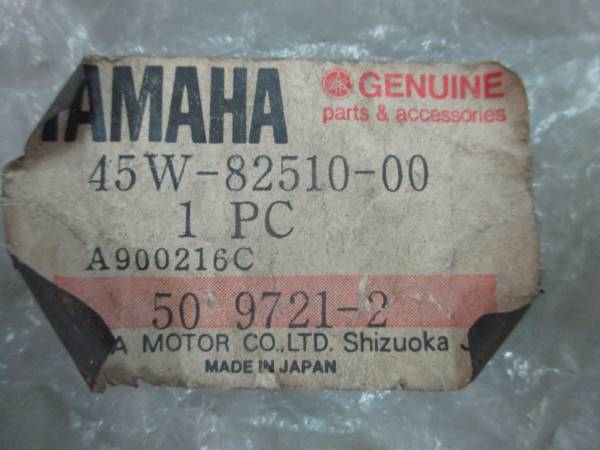 YAMAHA GENUINE
parts & accessories
45W-82510-00
1 PC
A900216C
50 9721-2
A MOTOR CO.,LTD. Shizuoka J
MADE IN JAPAN